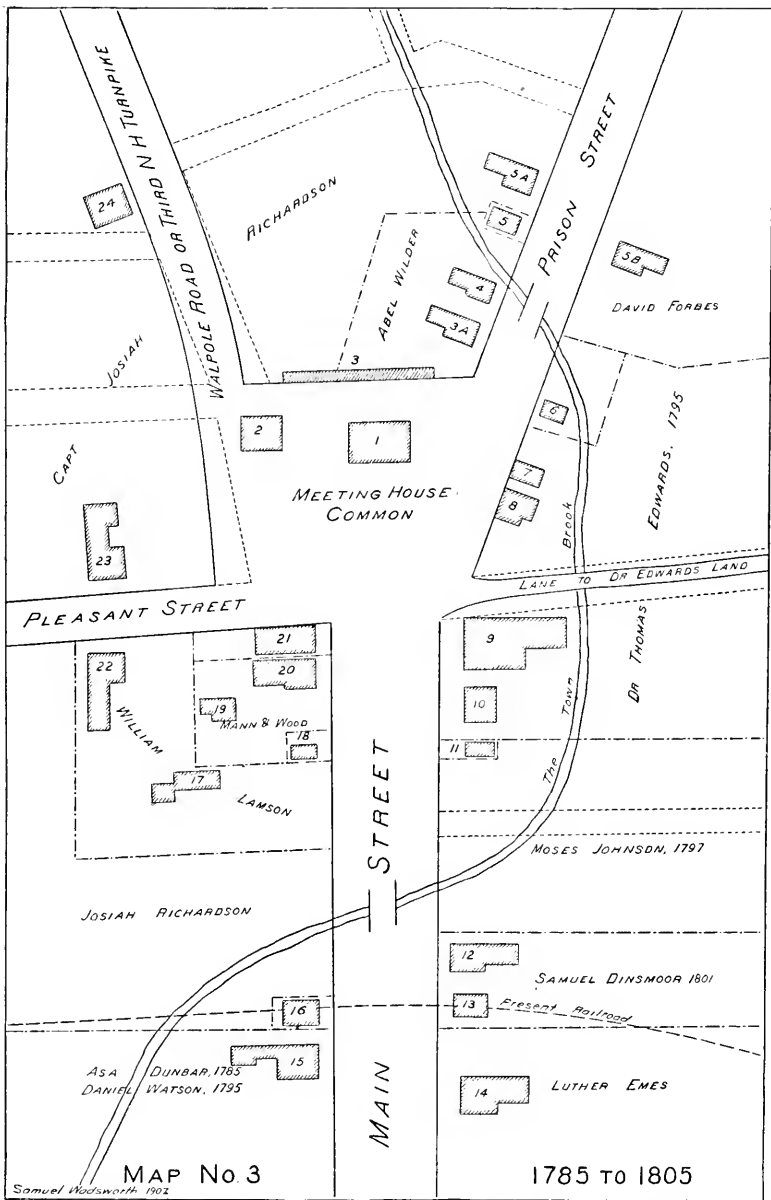 WALPOLE ROAD OR THIRD N H TURNPIKE
PRISON STREET
24
RICHARDSON
5A
5
5B
DAVID FORBES
ABEL WILDER
4
3A
3
JOSIAH
CAPT
2
1
MEETING HOUSE
COMMON
6
7
8
Brook
EDWARDS, 1795
23
LANE TO DR EDWARDS LAND
PLEASANT STREET
21
20
22
WILLIAM
19
MANN & WOOD
18
17
LAMSON
9
10
11
DR THOMAS
The Town
MAIN STREET
MOSES JOHNSON, 1797
JOSIAH RICHARDSON
12
SAMUEL DINSMOOR 1801
13
Present Railroad
16
15
ASA DUNBAR, 1785
DANIEL WATSON, 1795
14
LUTHER EMES
MAP NO. 3
1785 TO 1805
Samuel Wadsworth